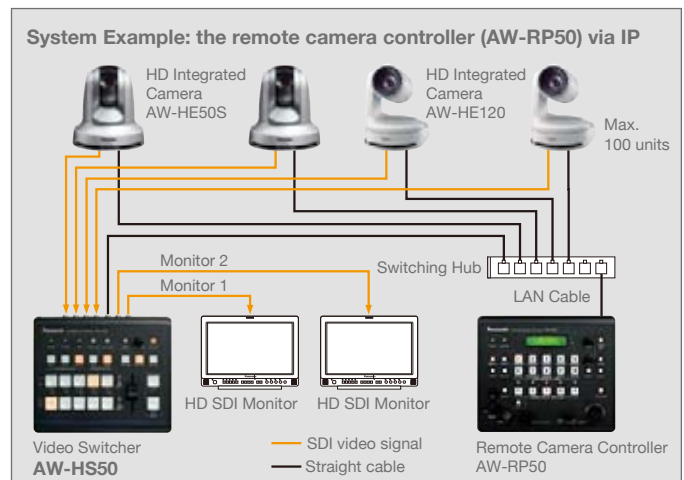 System Example: the remote camera controller (AW-RP50) via IP
HD Integrated
Camera
AW-HE50S
HD Integrated
Camera
AW-HE120
Max.
100 units
Switching Hub
LAN Cable
Monitor 2
Monitor 1
HD SDI Monitor
HD SDI Monitor
Video Switcher
AW-HS50
SDI video signal
Straight cable
Remote Camera Controller
AW-RP50